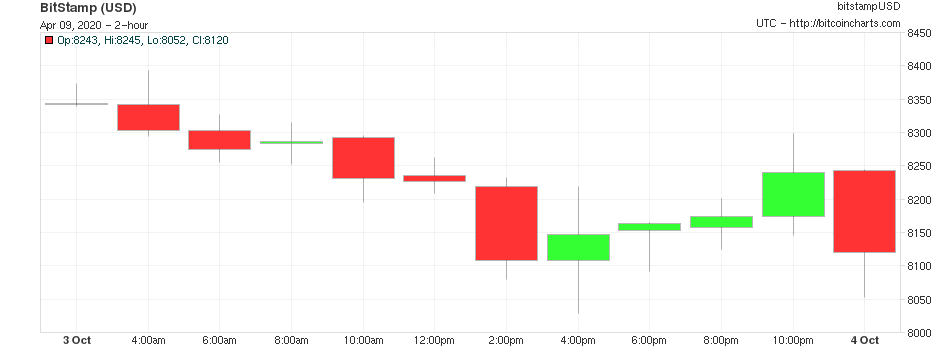 BitStamp (USD)
bitstampUSD
Apr 09, 2020 - 2-hour
UTC - http://bitcoincharts.com
Op:8243, Hi:8245, Lo:8052, Cl:8120
8450
8400
8350
8300
8250
8200
8150
8100
8050
8000
3 Oct
4:00am
6:00am
8:00am
10:00am
12:00pm
2:00pm
4:00pm
6:00pm
8:00pm
10:00pm
4 Oct